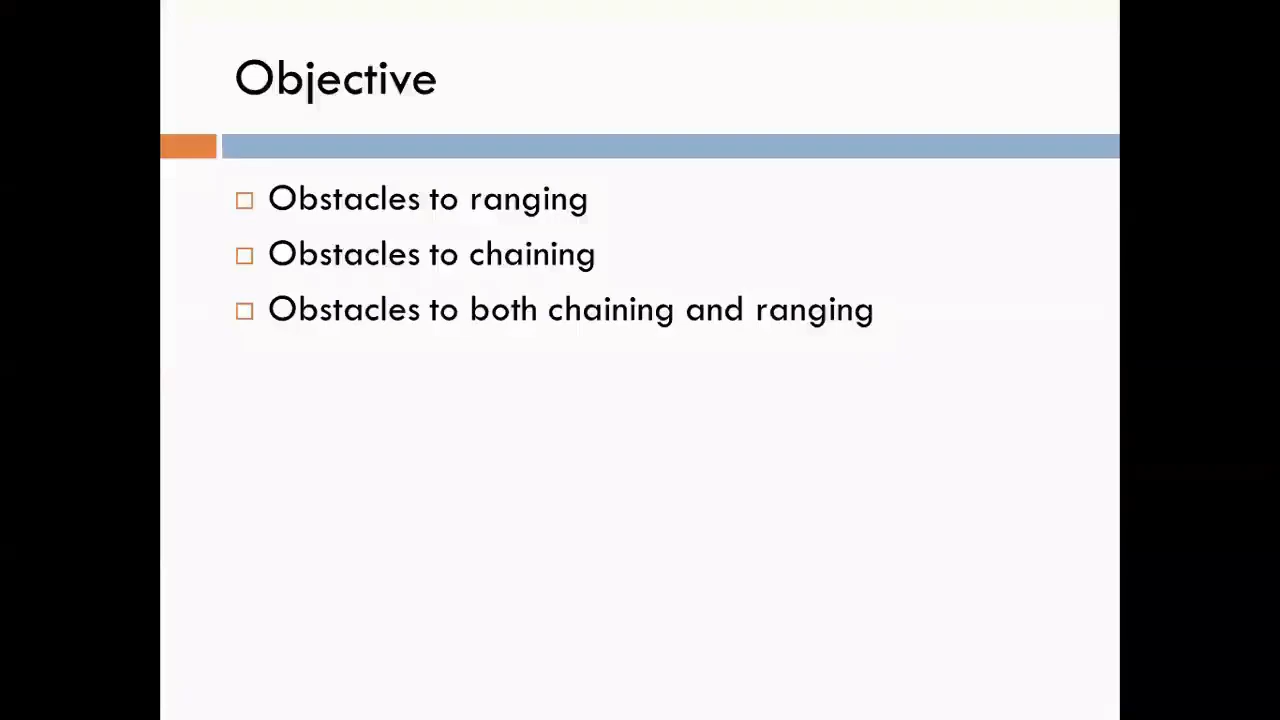 Objective
Obstacles to ranging
Obstacles to chaining
Obstacles to both chaining and ranging